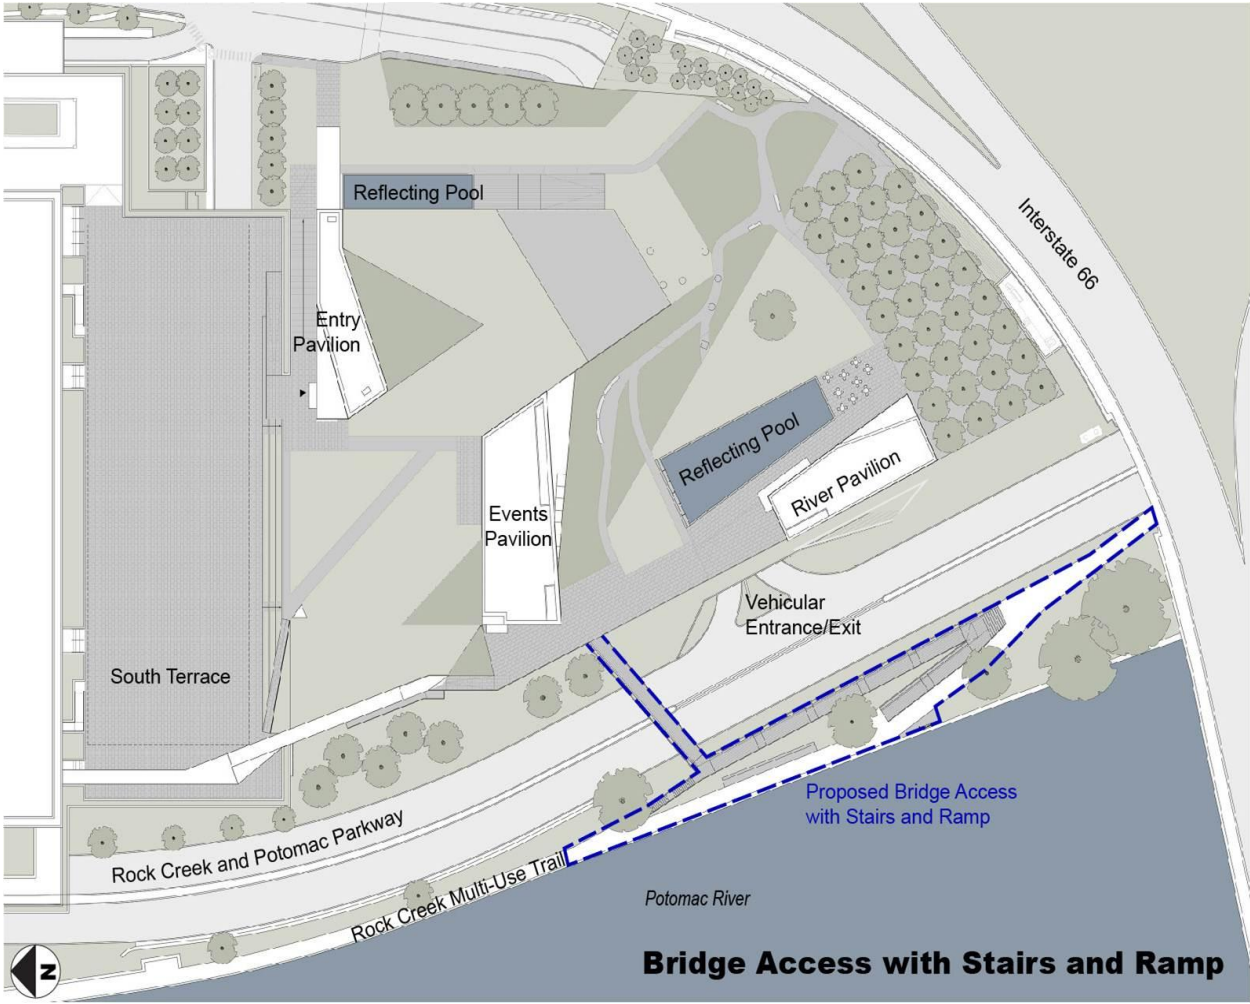 Reflecting Pool
Interstate 66
Entry
Pavilion
Reflecting Pool
River Pavilion
Events
Pavilion
Vehicular
Entrance/Exit
South Terrace
Proposed Bridge Access
with Stairs and Ramp
Rock Creek and Potomac Parkway
Rock Creek Multi-Use Trail
Potomac River
N
Bridge Access with Stairs and Ramp